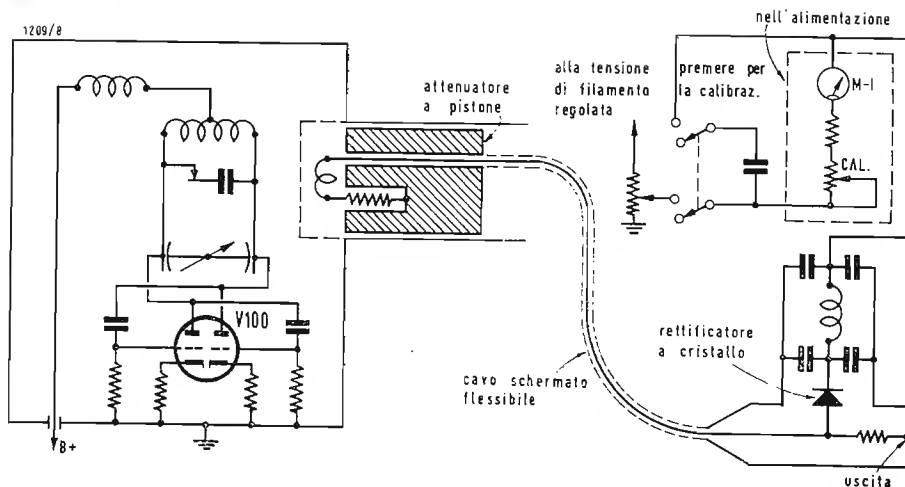 1209/8
nell'alimentazione
attenuatore
a pistone
alla tensione
di filamento
regolata
premere per
la calibraz.
M-1
CAL.
V100
rettificatore
a cristallo
cavo schermato
flessibile
B+
uscita